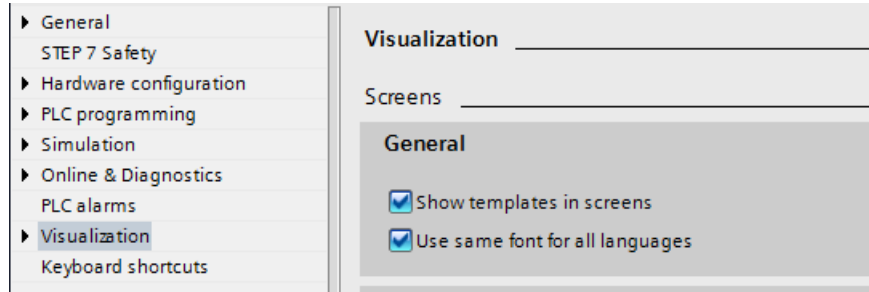 General
STEP 7 Safety
Hardware configuration
PLC programming
Simulation
Online & Diagnostics
PLC alarms
Visualization
Keyboard shortcuts
Visualization
Screens
General
Show templates in screens
Use same font for all languages